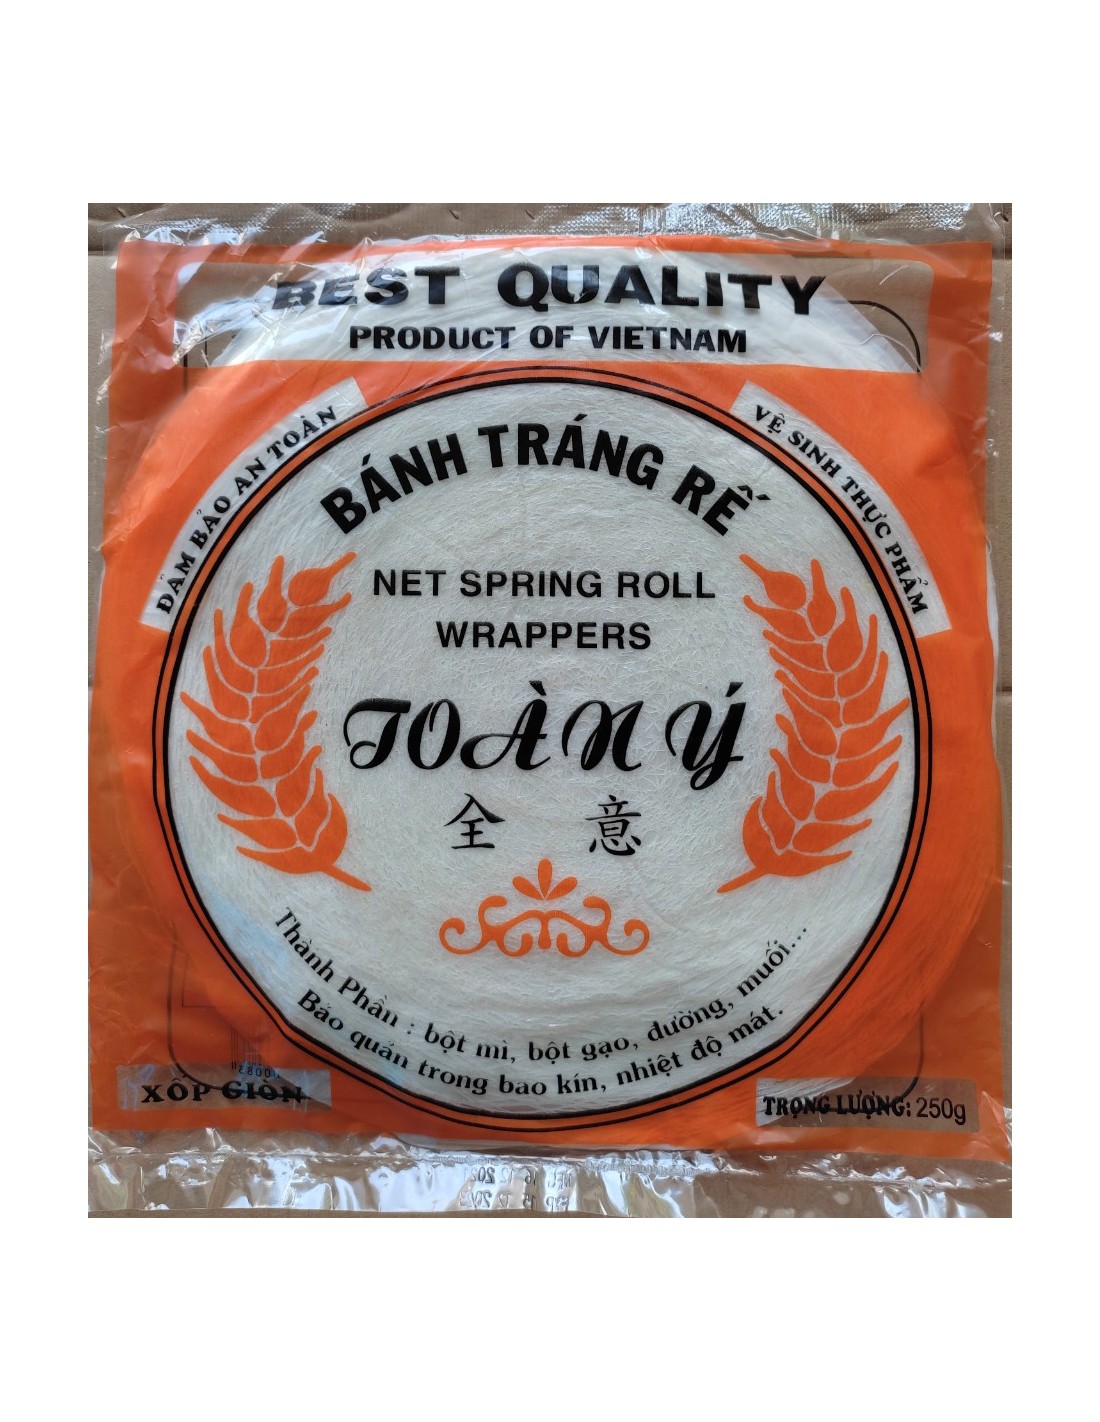 BEST QUALITY
PRODUCT OF VIETNAM
ĐẢM BẢO AN TOÀN
VỆ SINH THỰC PHẨM
BÁNH TRÁNG RẾ
NET SPRING ROLL
WRAPPERS
TOÀN Ý
全 意
Thành Phần : bột mì, bột gạo, đường, muối...
Bảo quản trong bao kín, nhiệt độ mát.
XỐP GIÒN
TRỌNG LƯỢNG: 250g